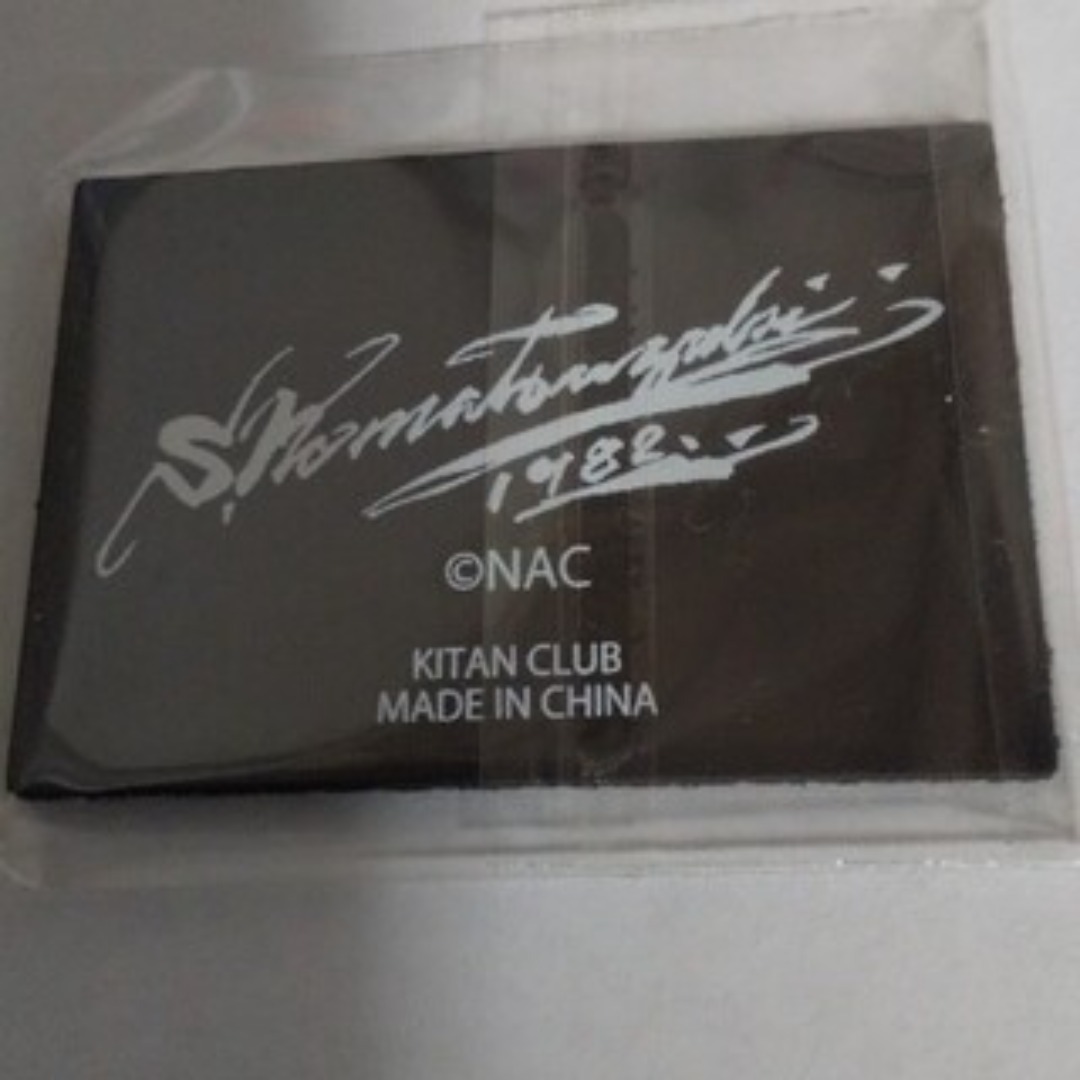 1982
©NAC
KITAN CLUB
MADE IN CHINA